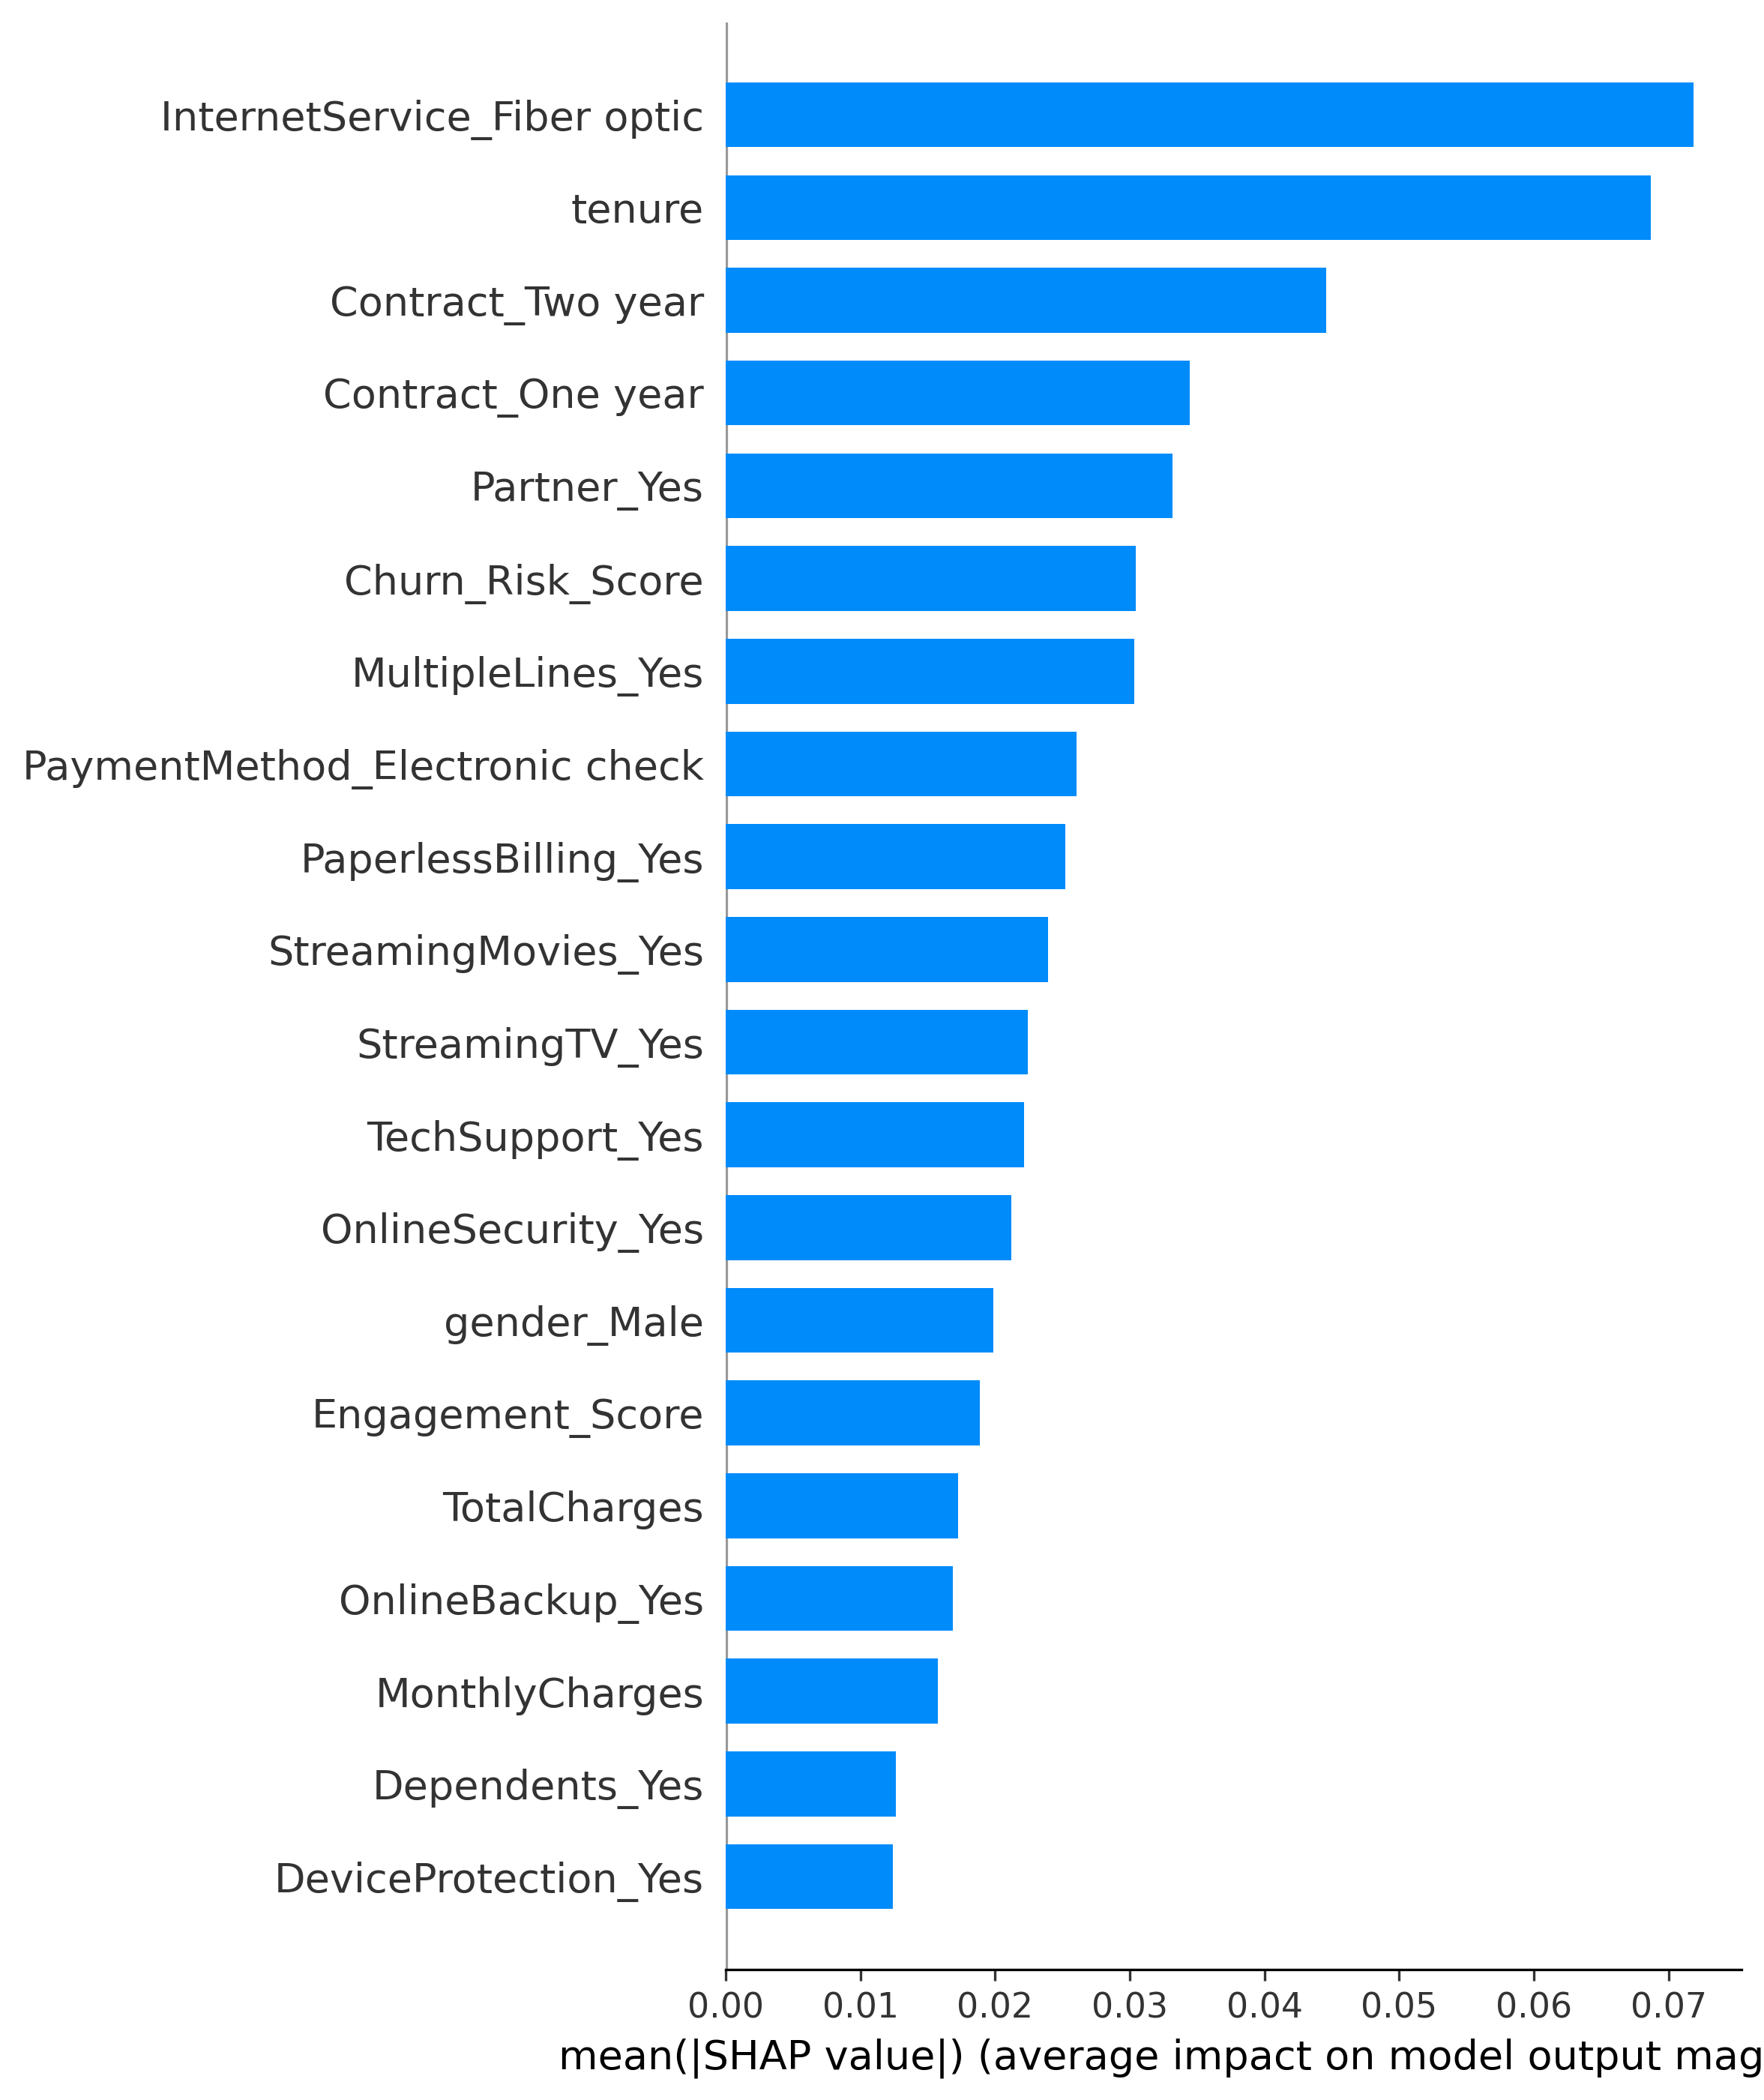 InternetService_Fiber optic
tenure
Contract_Two year
Contract_One year
Partner_Yes
Churn_Risk_Score
MultipleLines_Yes
PaymentMethod_Electronic check
PaperlessBilling_Yes
StreamingMovies_Yes
StreamingTV_Yes
TechSupport_Yes
OnlineSecurity_Yes
gender_Male
Engagement_Score
TotalCharges
OnlineBackup_Yes
MonthlyCharges
Dependents_Yes
DeviceProtection_Yes
0.00 0.01 0.02 0.03 0.04 0.05 0.06 0.07
mean(|SHAP value|) (average impact on model output mag